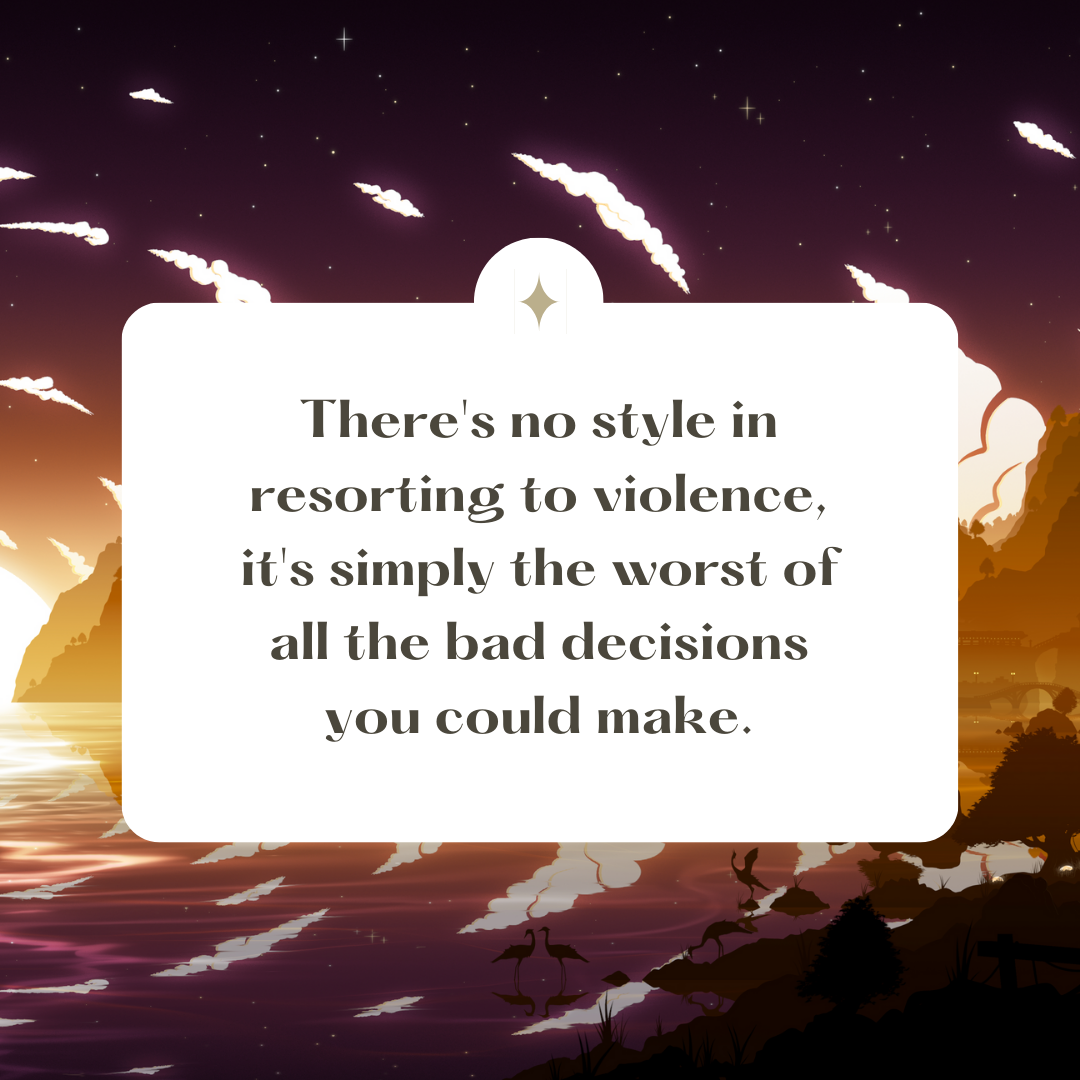 There's no style in
resorting to violence,
it's simply the worst of
all the bad decisions
you could make.